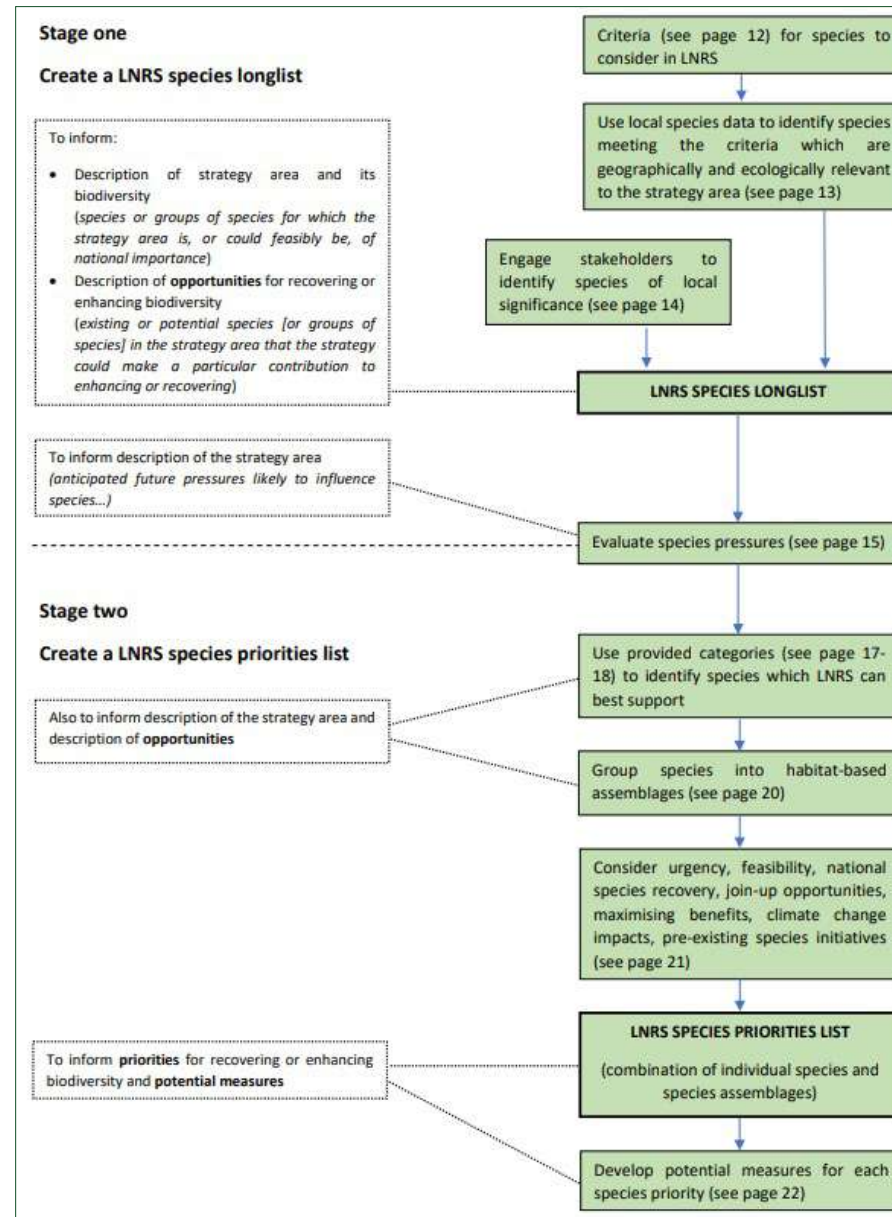 Stage one
Create a LNRS species longlist
Criteria (see page 12) for species to
consider in LNRS
Use local species data to identify species
meeting the criteria which are
geographically and ecologically relevant
to the strategy area (see page 13)
To inform:
• Description of strategy area and its
biodiversity
(species or groups of species for which the
strategy area is, or could feasibly be, of
national importance)
• Description of opportunities for recovering or
enhancing biodiversity
(existing or potential species [or groups of
species] in the strategy area that the strategy
could make a particular contribution to
enhancing or recovering)
Engage stakeholders to
identify species of local
significance (see page 14)
LNRS SPECIES LONGLIST
To inform description of the strategy area
(anticipated future pressures likely to influence
species...)
Evaluate species pressures (see page 15)
Stage two
Create a LNRS species priorities list
Use provided categories (see page 17-
18) to identify species which LNRS can
best support
Also to inform description of the strategy area and
description of opportunities
Group species into habitat-based
assemblages (see page 20)
Consider urgency, feasibility, national
species recovery, join-up opportunities,
maximising benefits, climate change
impacts, pre-existing species initiatives
(see page 21)
LNRS SPECIES PRIORITIES LIST
(combination of individual species and
species assemblages)
To inform priorities for recovering or enhancing
biodiversity and potential measures
Develop potential measures for each
species priority (see page 22)